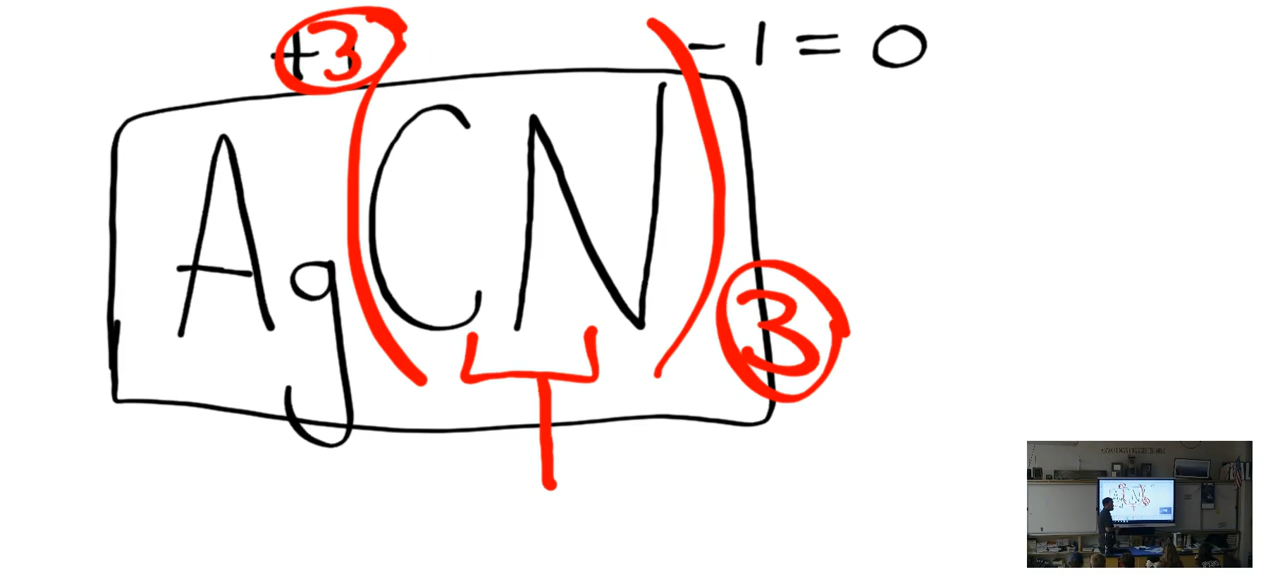 +3 - 1 = 0
Ag(CN)3